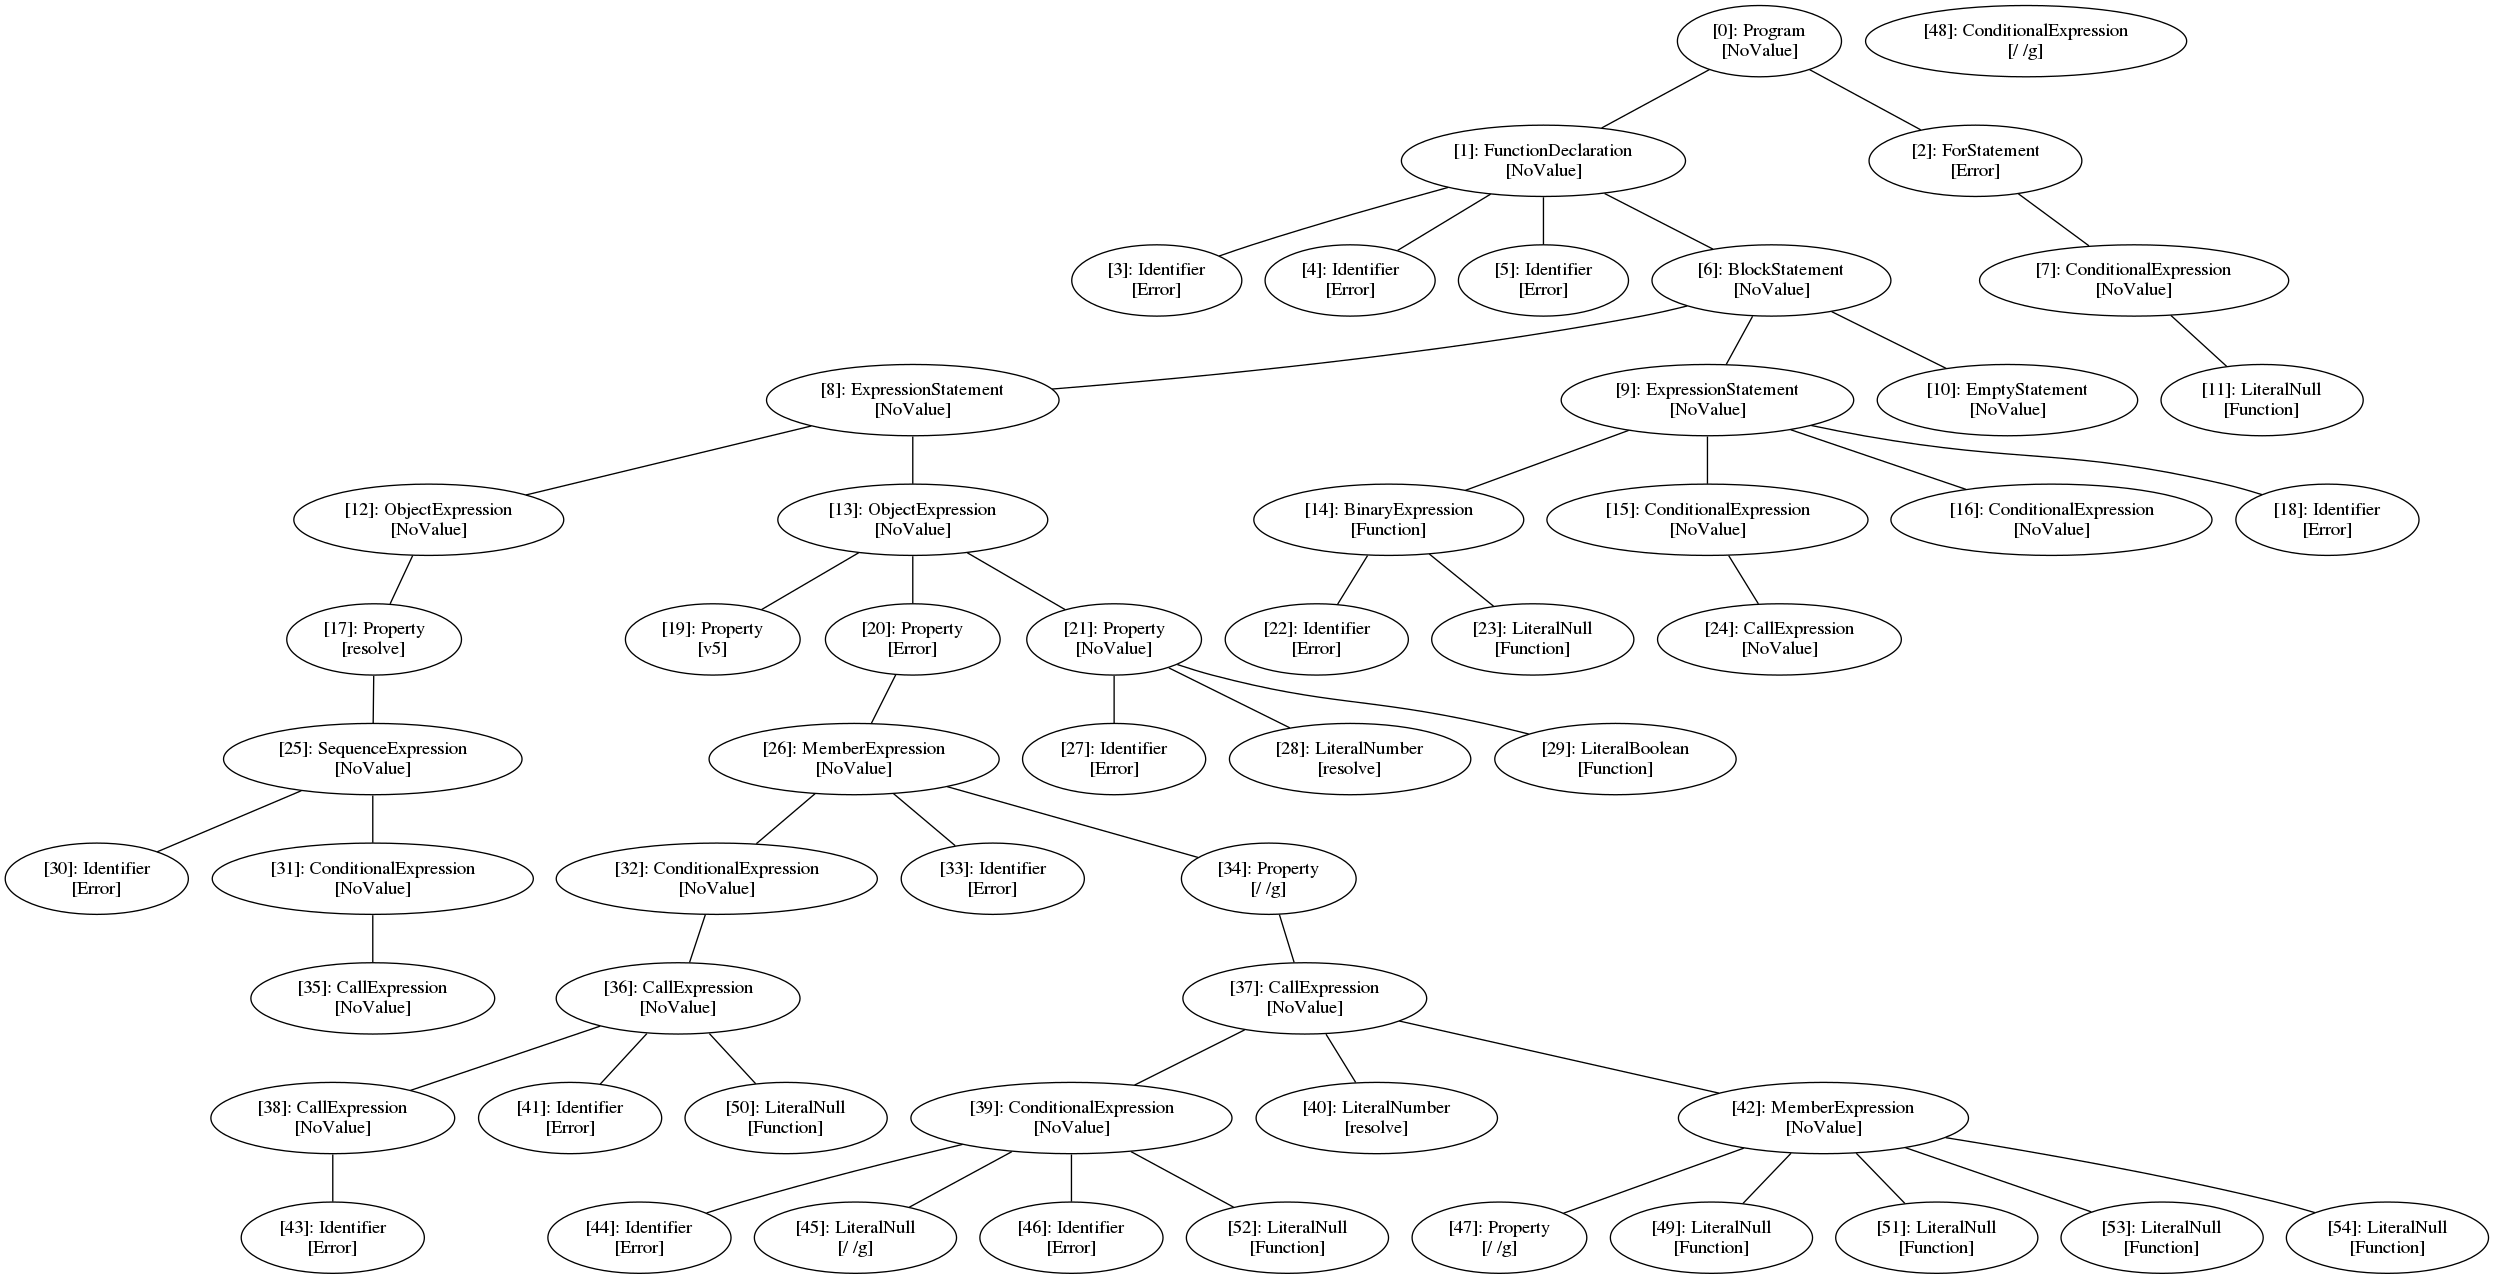 [0]: Program
[NoValue]
[48]: ConditionalExpression
[/ /g]
[1]: FunctionDeclaration
[NoValue]
[2]: ForStatement
[Error]
[3]: Identifier
[Error]
[4]: Identifier
[Error]
[5]: Identifier
[Error]
[6]: BlockStatement
[NoValue]
[7]: ConditionalExpression
[NoValue]
[8]: ExpressionStatement
[NoValue]
[9]: ExpressionStatement
[NoValue]
[10]: EmptyStatement
[NoValue]
[11]: LiteralNull
[Function]
[12]: ObjectExpression
[NoValue]
[13]: ObjectExpression
[NoValue]
[14]: BinaryExpression
[Function]
[15]: ConditionalExpression
[NoValue]
[16]: ConditionalExpression
[NoValue]
[18]: Identifier
[Error]
[17]: Property
[resolve]
[19]: Property
[v5]
[20]: Property
[Error]
[21]: Property
[NoValue]
[22]: Identifier
[Error]
[23]: LiteralNull
[Function]
[24]: CallExpression
[NoValue]
[25]: SequenceExpression
[NoValue]
[26]: MemberExpression
[NoValue]
[27]: Identifier
[Error]
[28]: LiteralNumber
[resolve]
[29]: LiteralBoolean
[Function]
[30]: Identifier
[Error]
[31]: ConditionalExpression
[NoValue]
[32]: ConditionalExpression
[NoValue]
[33]: Identifier
[Error]
[34]: Property
[/ /g]
[35]: CallExpression
[NoValue]
[36]: CallExpression
[NoValue]
[37]: CallExpression
[NoValue]
[38]: CallExpression
[NoValue]
[41]: Identifier
[Error]
[50]: LiteralNull
[Function]
[39]: ConditionalExpression
[NoValue]
[40]: LiteralNumber
[resolve]
[42]: MemberExpression
[NoValue]
[43]: Identifier
[Error]
[44]: Identifier
[Error]
[45]: LiteralNull
[/ /g]
[46]: Identifier
[Error]
[52]: LiteralNull
[Function]
[47]: Property
[/ /g]
[49]: LiteralNull
[Function]
[51]: LiteralNull
[Function]
[53]: LiteralNull
[Function]
[54]: LiteralNull
[Function]